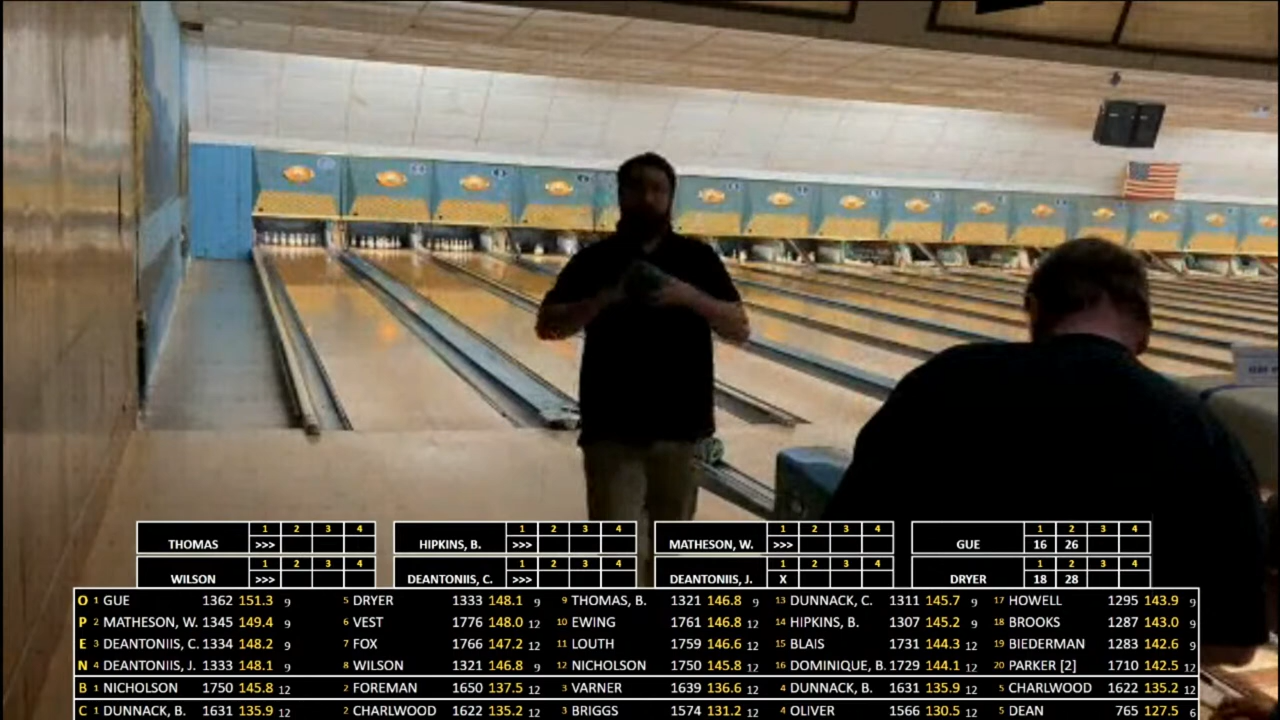 1 2 3 4 1 2 3 4 1 2 3 4 1 2 3 4
THOMAS >>> HIPKINS, B. >>> MATHESON, W. >>> GUE 16 26
1 2 3 4 1 2 3 4 1 2 3 4 1 2 3 4
WILSON >>> DEANTONIIS, C. >>> DEANTONIIS, J. X DRYER 18 28
O 1 GUE 1362 151.3 9 5 DRYER 1333 148.1 9 9 THOMAS, B. 1321 146.8 9 13 DUNNACK, C. 1311 145.7 9 17 HOWELL 1295 143.9 9
P 2 MATHESON, W. 1345 149.4 9 6 VEST 1776 148.0 12 10 EWING 1761 146.8 12 14 HIPKINS, B. 1307 145.2 9 18 BROOKS 1287 143.0 9
E 3 DEANTONIIS, C. 1334 148.2 9 7 FOX 1766 147.2 12 11 LOUTH 1759 146.6 12 15 BLAIS 1731 144.3 12 19 BIEDERMAN 1283 142.6 9
N 4 DEANTONIIS, J. 1333 148.1 9 8 WILSON 1321 146.8 9 12 NICHOLSON 1750 145.8 12 16 DOMINIQUE, B. 1729 144.1 12 20 PARKER [2] 1710 142.5 12
B 1 NICHOLSON 1750 145.8 12 2 FOREMAN 1650 137.5 12 3 VARNER 1639 136.6 12 4 DUNNACK, B. 1631 135.9 12 5 CHARLWOOD 1622 135.2 12
C 1 DUNNACK, B. 1631 135.9 12 2 CHARLWOOD 1622 135.2 12 3 BRIGGS 1574 131.2 12 4 OLIVER 1566 130.5 12 5 DEAN 765 127.5 6